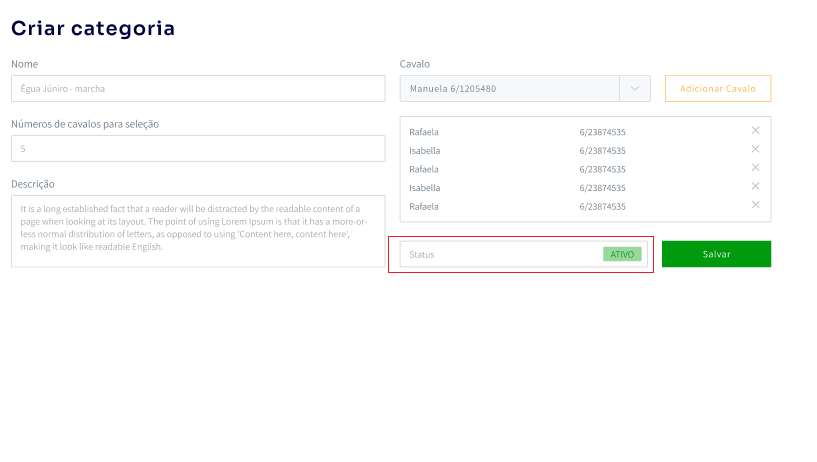 Criar categoria
Nome
Égua Júniro - marcha
Números de cavalos para seleção
5
Descrição
It is a long established fact that a reader will be distracted by the readable content of a
page when looking at its layout. The point of using Lorem Ipsum is that it has a more-or-
less normal distribution of letters, as opposed to using 'Content here, content here',
making it look like readable English.
Cavalo
Manuela 6/1205480
Adicionar Cavalo
Rafaela 6/23874535
Isabella 6/23874535
Rafaela 6/23874535
Isabella 6/23874535
Rafaela 6/23874535
Status ATIVO
Salvar